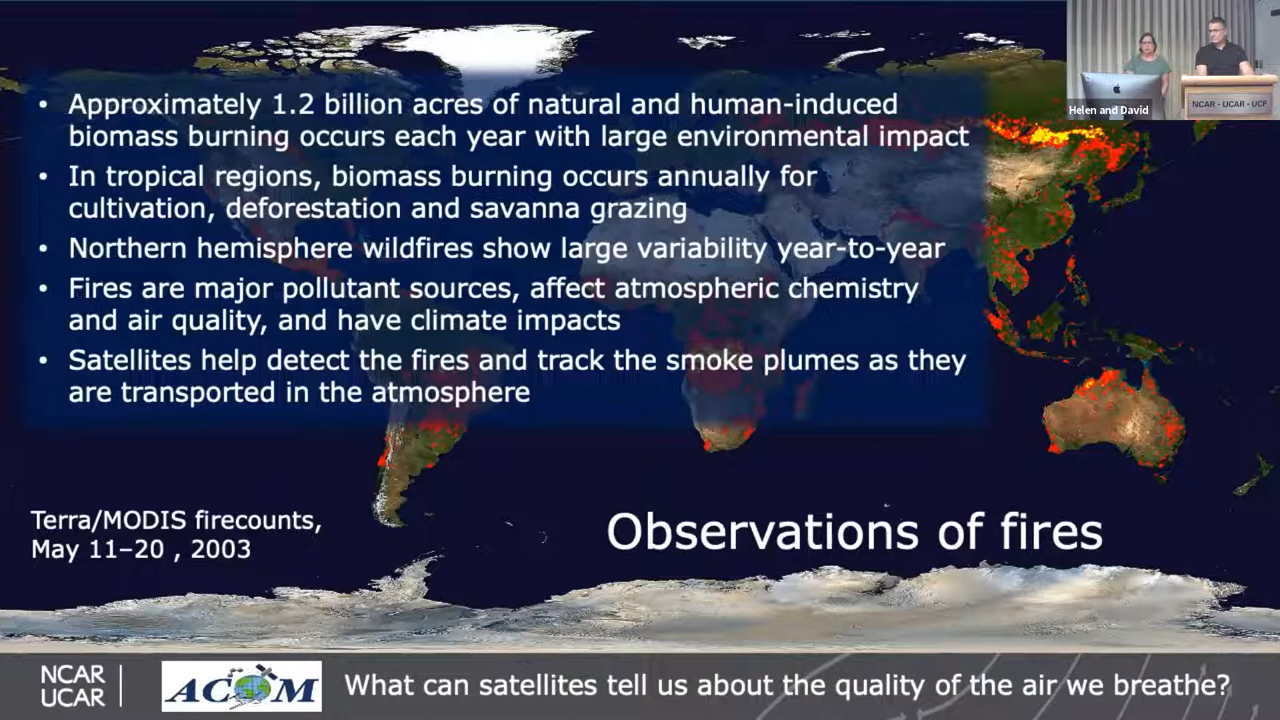 • Approximately 1.2 billion acres of natural and human-induced
biomass burning occurs each year with large environmental impact
• In tropical regions, biomass burning occurs annually for
cultivation, deforestation and savanna grazing
• Northern hemisphere wildfires show large variability year-to-year
• Fires are major pollutant sources, affect atmospheric chemistry
and air quality, and have climate impacts
• Satellites help detect the fires and track the smoke plumes as they
are transported in the atmosphere
Helen and David
NCAR • UCAR • UCP
Terra/MODIS firecounts,
May 11–20 , 2003
Observations of fires
NCAR
UCAR
ACOM
What can satellites tell us about the quality of the air we breathe?